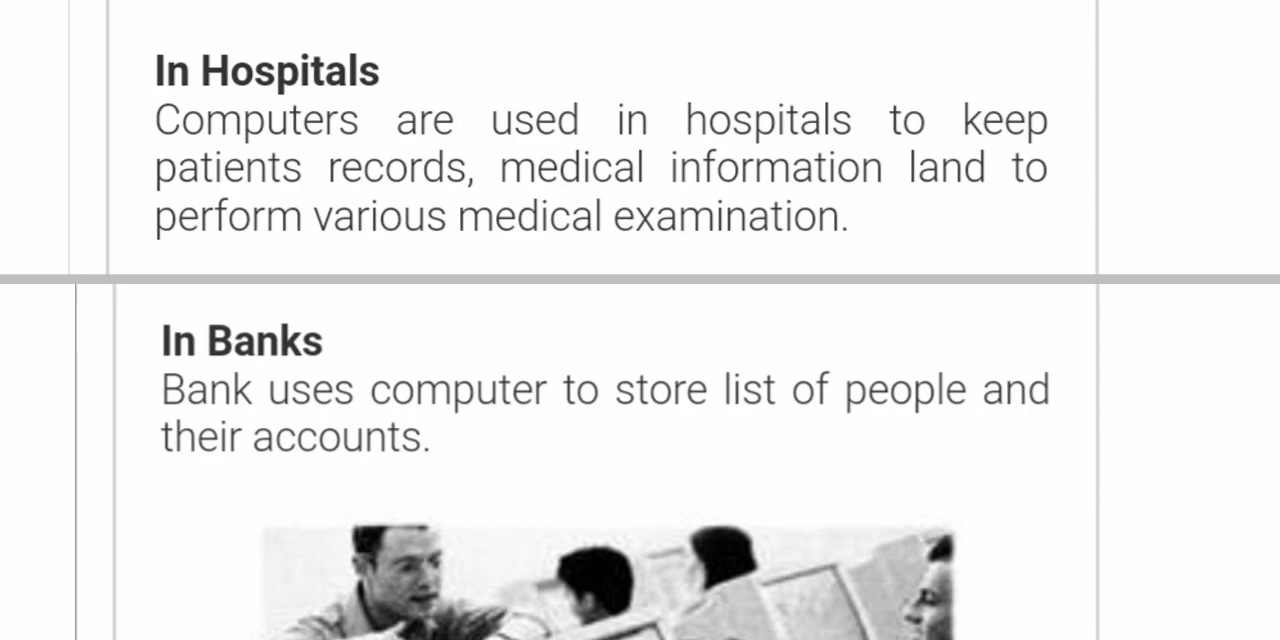 In Hospitals
Computers are used in hospitals to keep
patients records, medical information land to
perform various medical examination.
In Banks
Bank uses computer to store list of people and
their accounts.